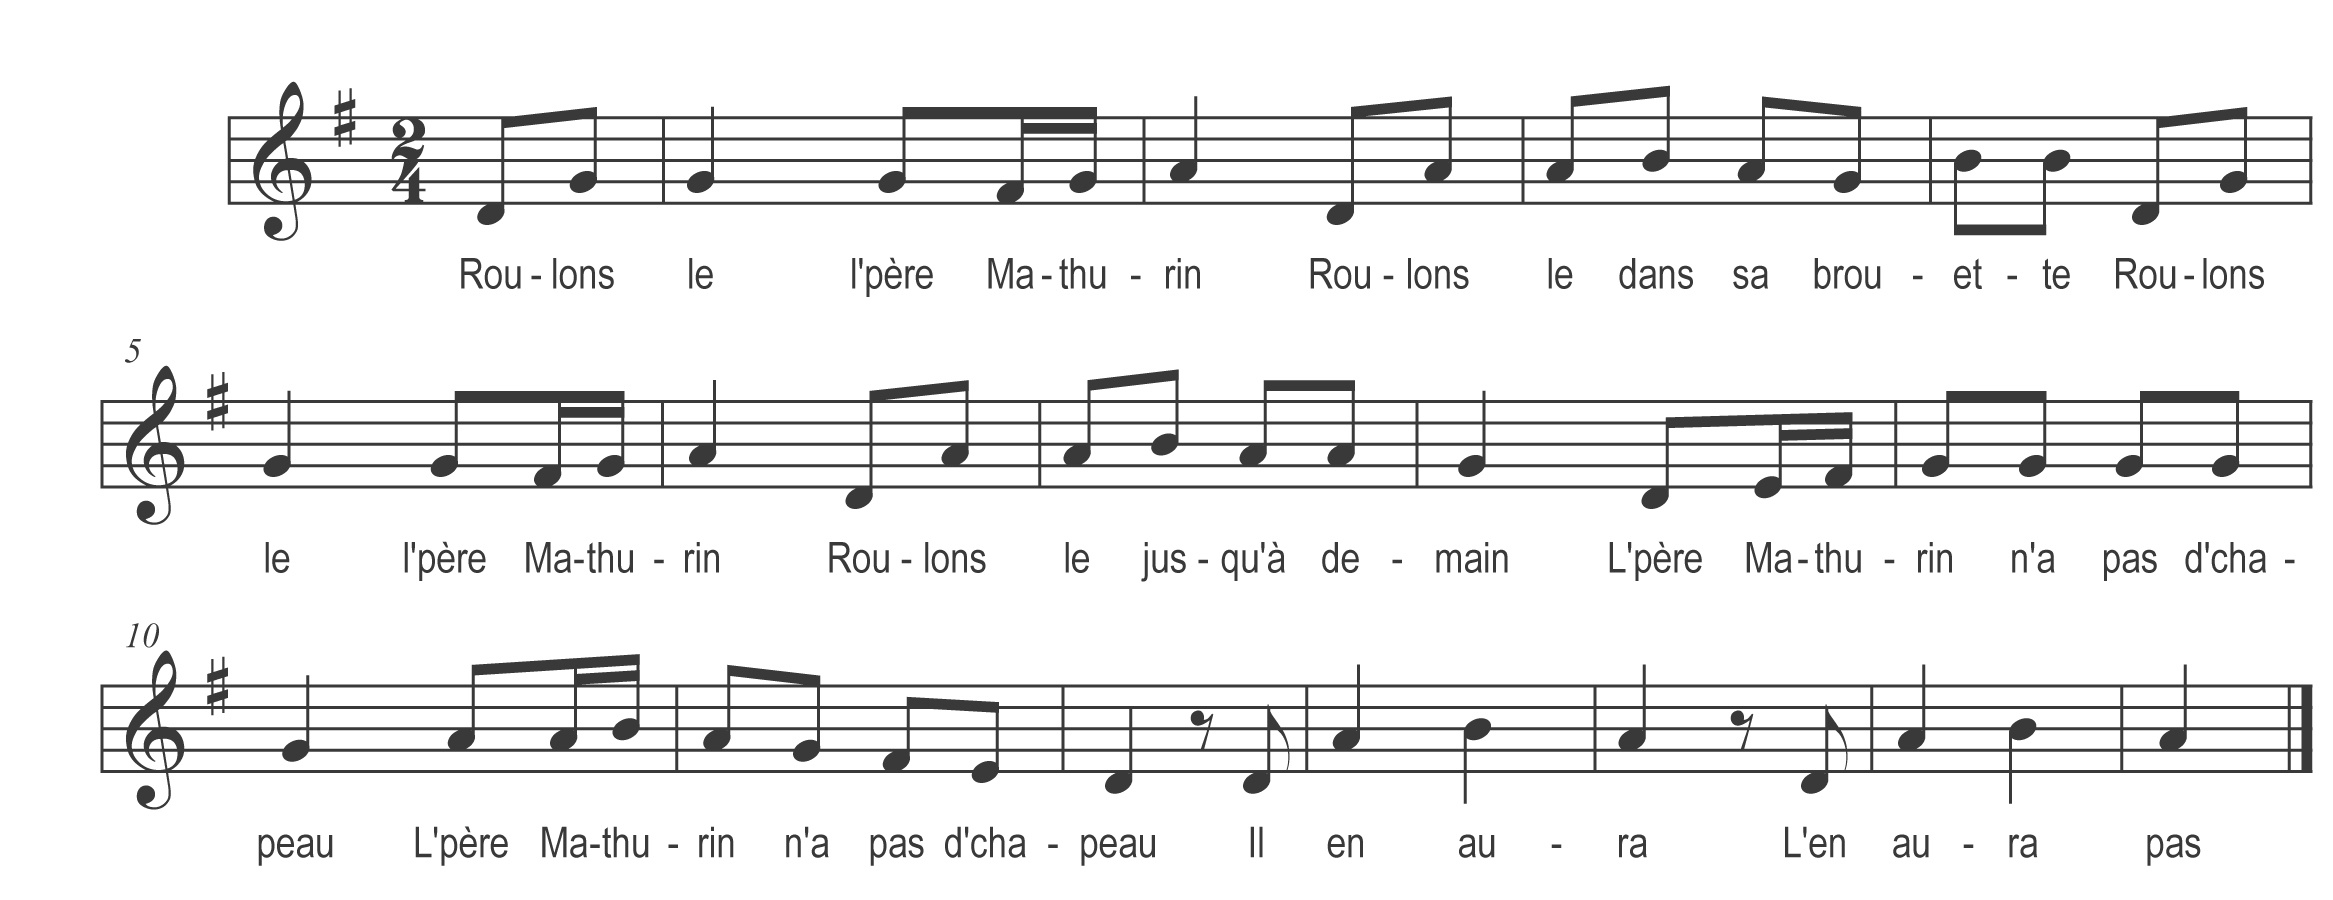 2
4
Rou - lons le l'père Ma - thu - rin Rou - lons le dans sa brou - et - te Rou - lons
5
le l'père Ma - thu - rin Rou - lons le jus - qu'à de - main L'père Ma - thu - rin n'a pas d'cha -
10
peau L'père Ma - thu - rin n'a pas d'cha - peau Il en au - ra L'en au - ra pas